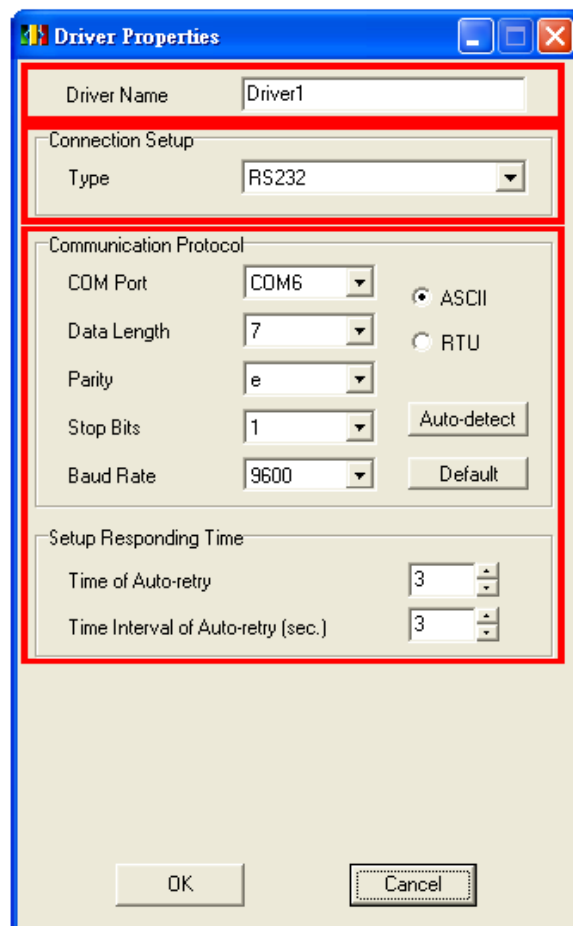 Driver Properties
Driver Name Driver1
Connection Setup
Type RS232
Communication Protocol
COM Port COM6
ASCII
Data Length 7
RTU
Parity e
Stop Bits 1 Auto-detect
Baud Rate 9600 Default
Setup Responding Time
Time of Auto-retry 3
Time Interval of Auto-retry (sec.) 3
OK Cancel